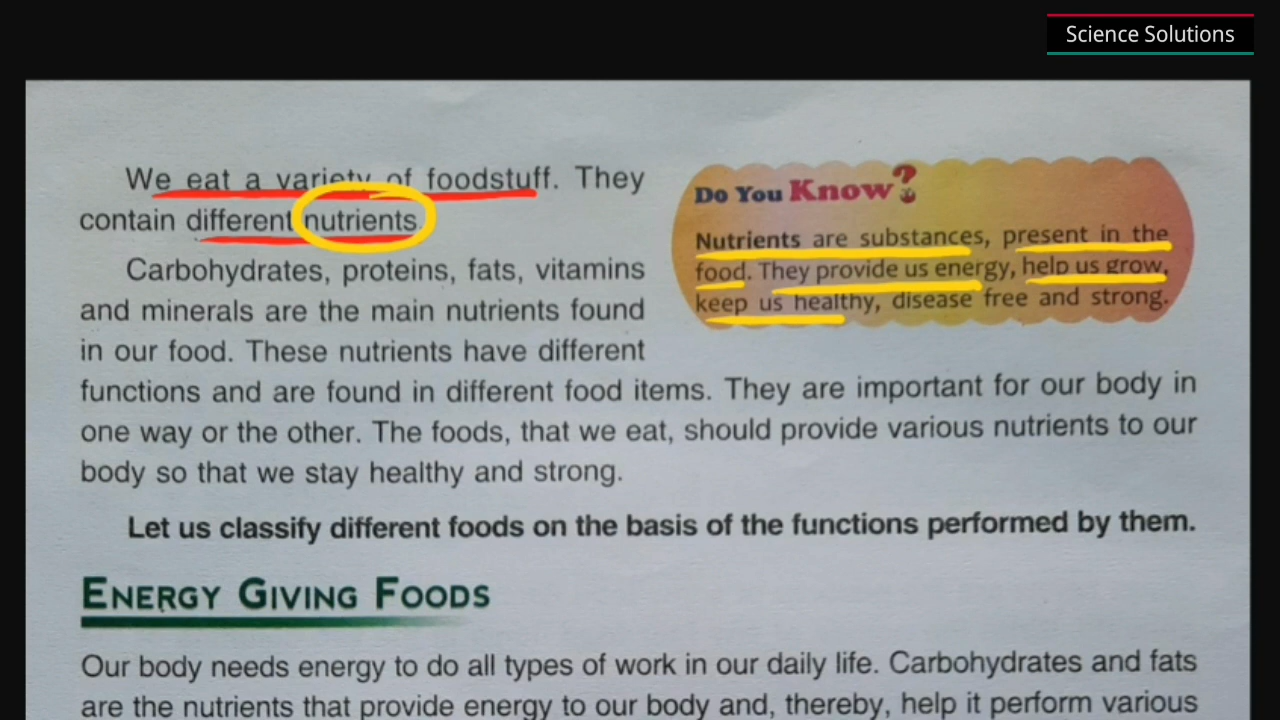 Science Solutions
We eat a variety of foodstuff. They
contain different nutrients.
Carbohydrates, proteins, fats, vitamins
and minerals are the main nutrients found
in our food. These nutrients have different
functions and are found in different food items. They are important for our body in
one way or the other. The foods, that we eat, should provide various nutrients to our
body so that we stay healthy and strong.
Do You Know?
Nutrients are substances, present in the
food. They provide us energy, help us grow,
keep us healthy, disease free and strong.
Let us classify different foods on the basis of the functions performed by them.
ENERGY GIVING FOODS
Our body needs energy to do all types of work in our daily life. Carbohydrates and fats
are the nutrients that provide energy to our body and, thereby, help it perform various